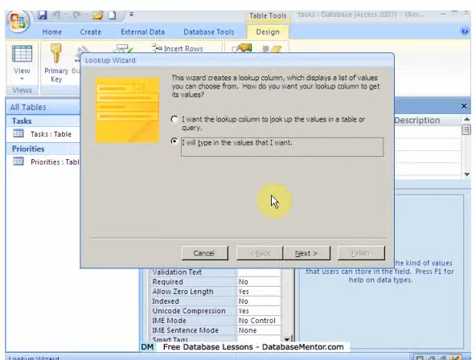 Table Tools
tasks : Database (Access 2007)
Home Create External Data Database Tools Design
Insert Rows
View
Primary Key
Views
Lookup Wizard
This wizard creates a lookup column, which displays a list of values
you can choose from. How do you want your lookup column to get
its values?
I want the lookup column to look up the values in a table or
query.
I will type in the values that I want.
Cancel < Back Next > Finish
All Tables
Tasks
Tasks : Table
Priorities
Priorities : Tabl
Description
he kind of values
that users can store in the field. Press F1 for
help on data types.
Validation Text
Required No
Allow Zero Length Yes
Indexed No
Unicode Compression Yes
IME Mode No Control
IME Sentence Mode None
Smart Tags
DM Free Database Lessons - DatabaseMentor.com
Lookup Wizard